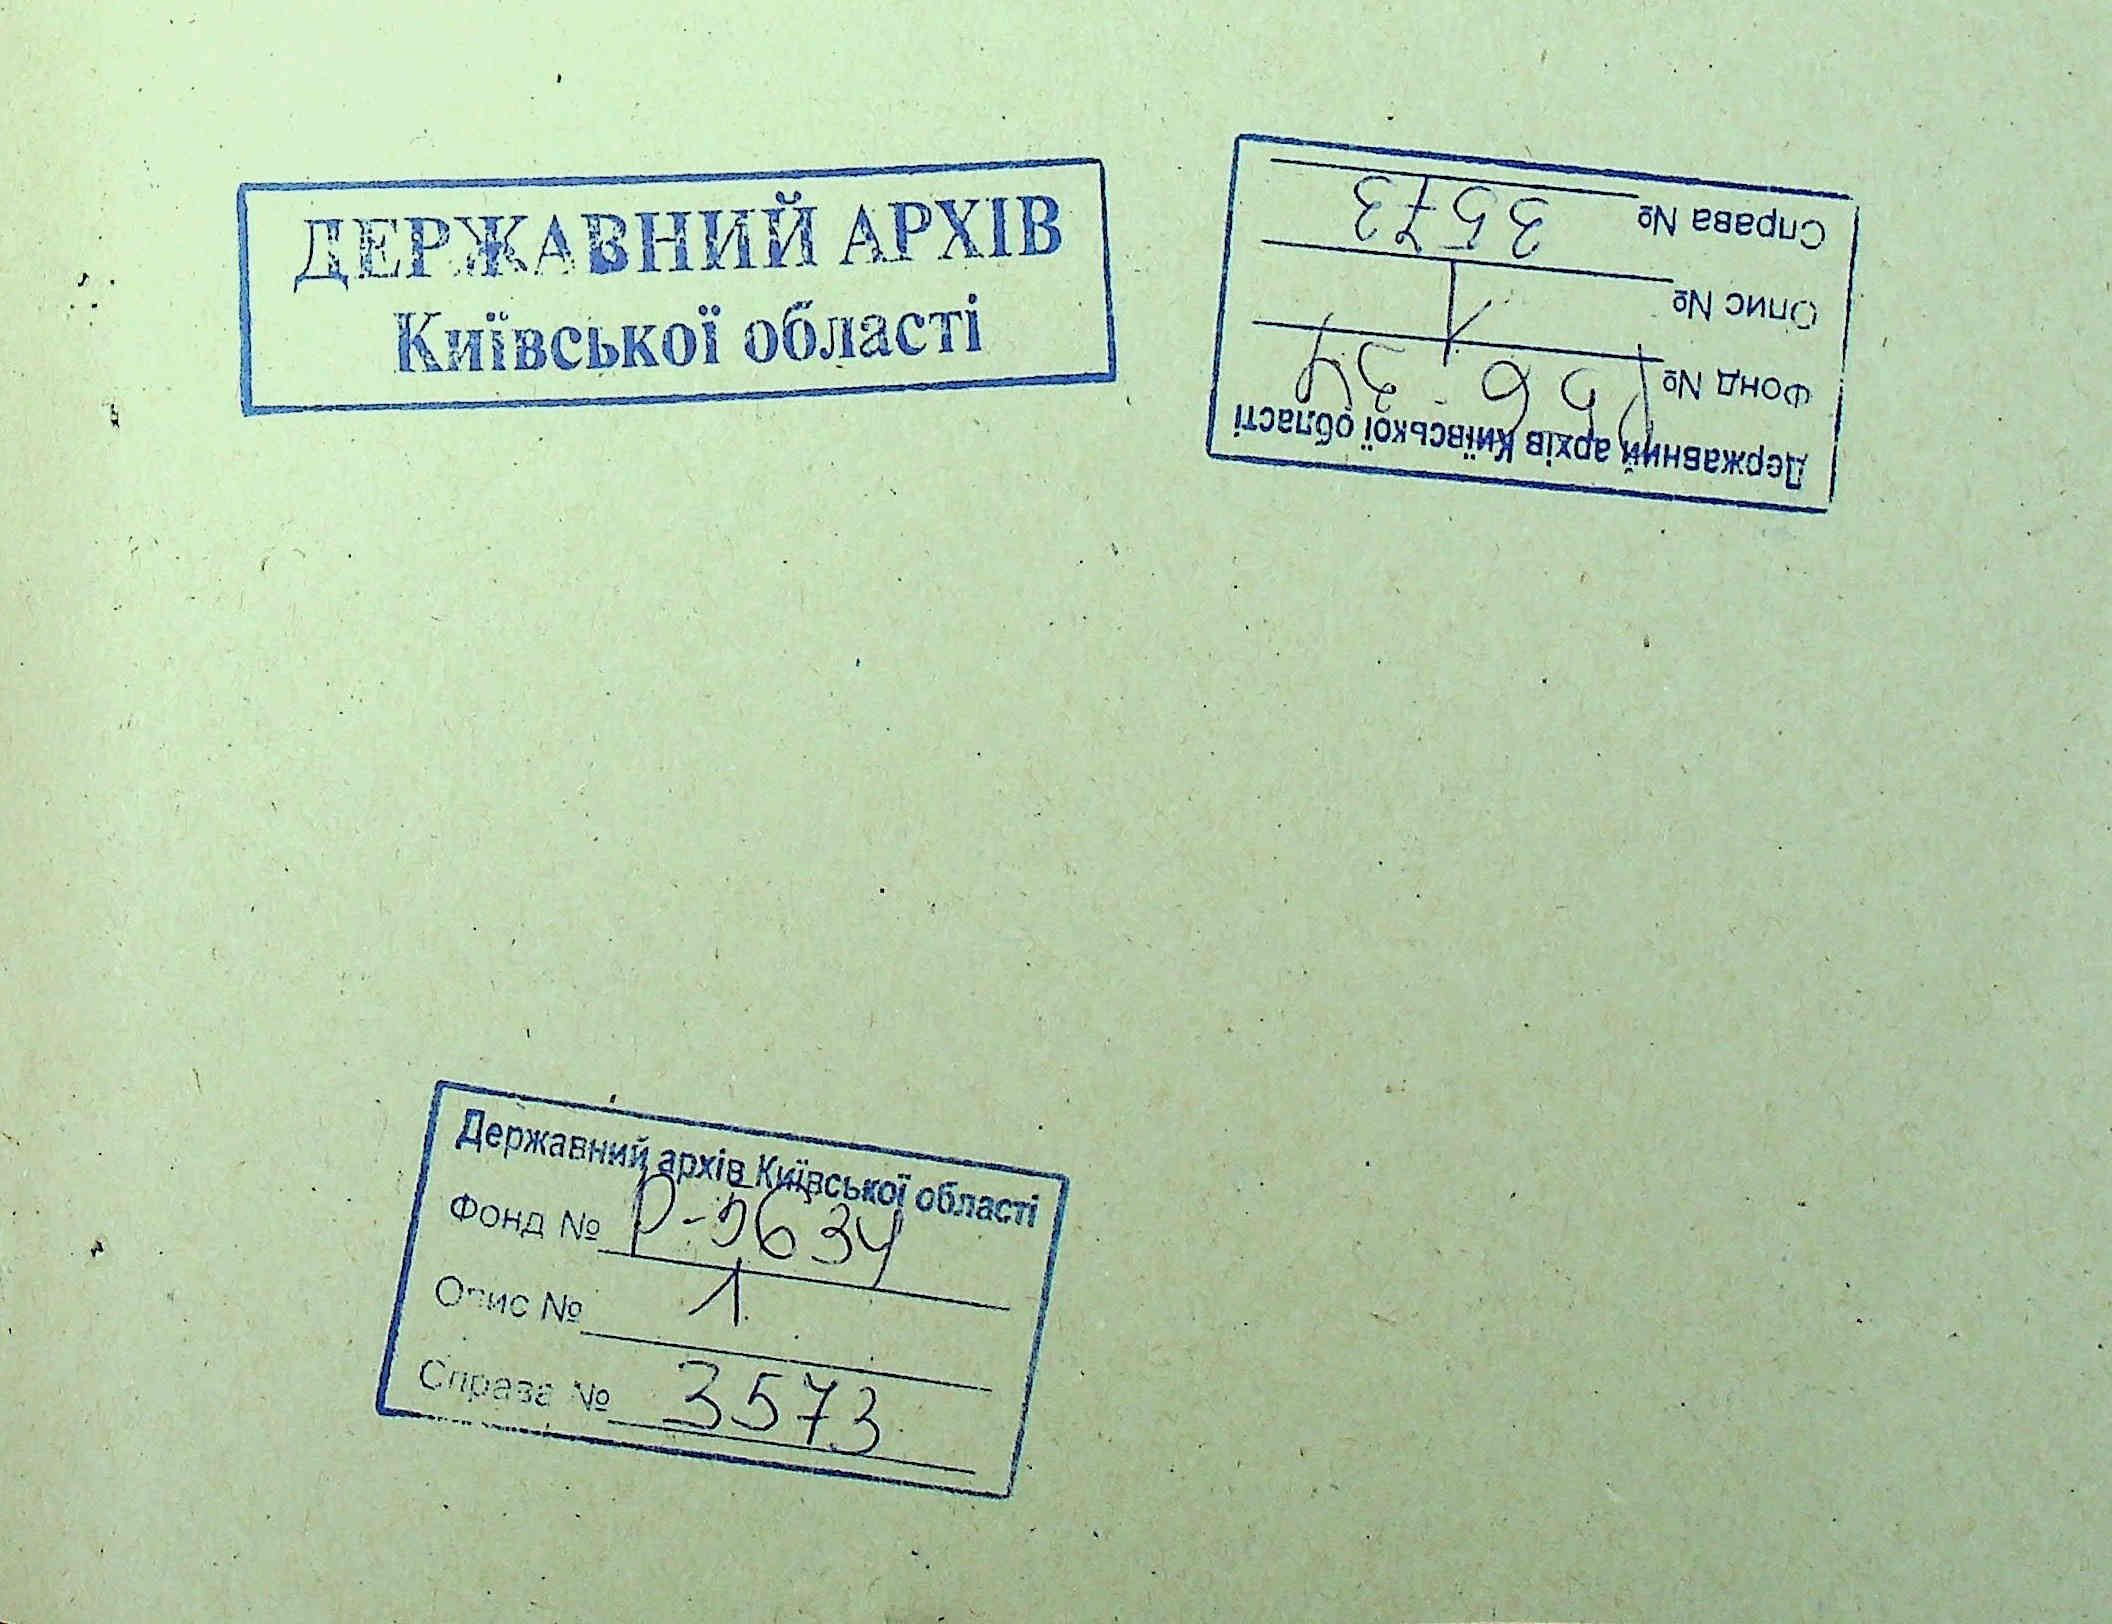 ДЕРЖАВНИЙ АРХІВ
Київської області
Державний архів Київської області
Фонд № 5634
Опис № 1
Справа № 3573
Державний архів Київської області
Фонд № Р-5634
Опис № 1
Справа № 3573